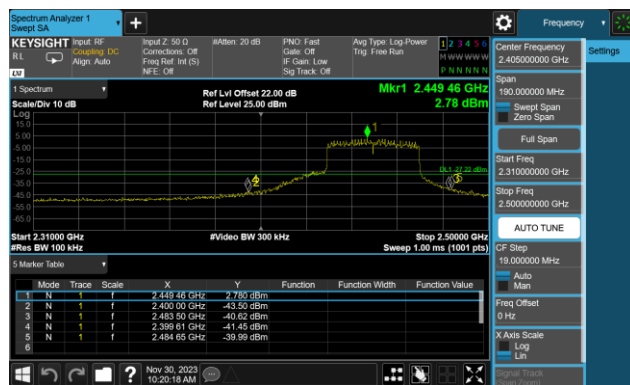 Spectrum Analyzer 1
Swept SA
Frequency
KEYSIGHT
Input: RF
Input Z: 50 Ω
#Atten: 20 dB
PNO: Fast
Avg Type: Log-Power
1 2 3 4 5 6
R L
Coupling: DC
Corrections: Off
Gate: Off
Trig: Free Run
M W W W W W
Align: Auto
Freq Ref: Int (S)
IF Gain: Low
NFE: Off
Sig Track: Off
P N N N N N
LXI
Center Frequency
2.405000000 GHz
Settings
Span
190.000000 MHz
Swept Span
Zero Span
Full Span
Start Freq
2.310000000 GHz
Stop Freq
2.500000000 GHz
AUTO TUNE
CF Step
19.000000 MHz
Auto
Man
Freq Offset
0 Hz
X Axis Scale
Log
Lin
Signal Track
1 Spectrum
Ref Lvl Offset 22.00 dB
Mkr1 2.449 46 GHz
Scale/Div 10 dB
Ref Level 25.00 dBm
2.78 dBm
Log
15.0
5.00
-5.00
-15.0
-25.0
-35.0
-45.0
-55.0
-65.0
1
DL1 -27.22 dBm
Start 2.31000 GHz
#Video BW 300 kHz
Stop 2.50000 GHz
#Res BW 100 kHz
Sweep 1.00 ms (1001 pts)
5 Marker Table
Mode Trace Scale X Y Function Function Width Function Value
1 N 1 f 2.449 46 GHz 2.780 dBm
2 N 1 f 2.400 00 GHz -43.50 dBm
3 N 1 f 2.483 50 GHz -40.62 dBm
4 N 1 f 2.399 61 GHz -41.45 dBm
5 N 1 f 2.484 65 GHz -39.99 dBm
6
?
Nov 30, 2023
10:20:18 AM